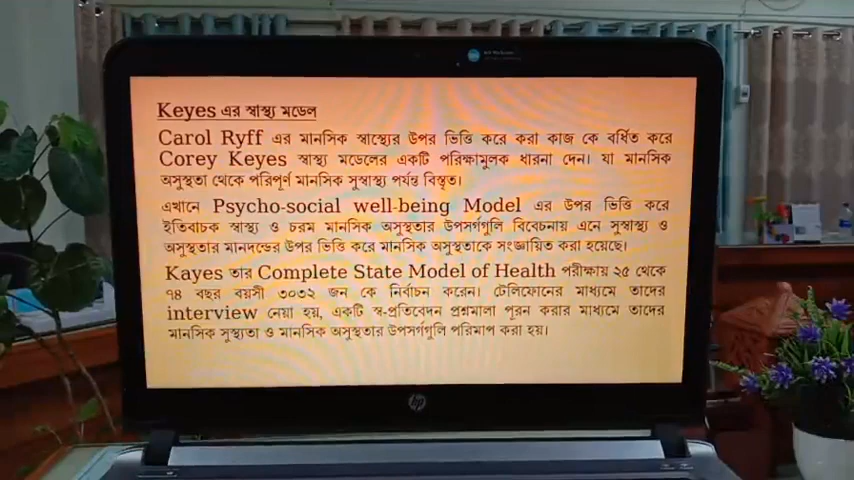 Keyes এর স্বাস্থ্য মডেল
Carol Ryff এর মানসিক স্বাস্থ্যের উপর ভিত্তি করে করা কাজ কে বর্ধিত করে
Corey Keyes স্বাস্থ্য মডেলের একটি পরিক্ষামূলক ধারনা দেন। যা মানসিক
অসুস্থতা থেকে পরিপূর্ণ মানসিক সুস্বাস্থ্য পর্যন্ত বিস্তৃত।
এখানে Psycho-Social well-being Model এর উপর ভিত্তি করে
ইতিবাচক স্বাস্থ্য ও চরম মানসিক অসুস্থতার উপসর্গগুলি বিবেচনায় এনে সুস্বাস্থ্য ও
অসুস্থতার মানদন্ডের উপর ভিত্তি করে মানসিক অসুস্থতাকে সংজ্ঞায়িত করা হয়েছে।
Kayes তার Complete State Model of Health পরীক্ষায় ২৫ থেকে
৭৪ বছর বয়সী ৩০৩২ জন কে নির্বাচন করেন। টেলিফোনের মাধ্যমে তাদের
interview নেয়া হয়, একটি স্ব-প্রতিবেদন প্রশ্নমালা পূরন করার মাধ্যমে তাদের
মানসিক সুস্থ্যতা ও মানসিক অসুস্থতার উপসর্গগুলি পরিমাপ করা হয়।
hp